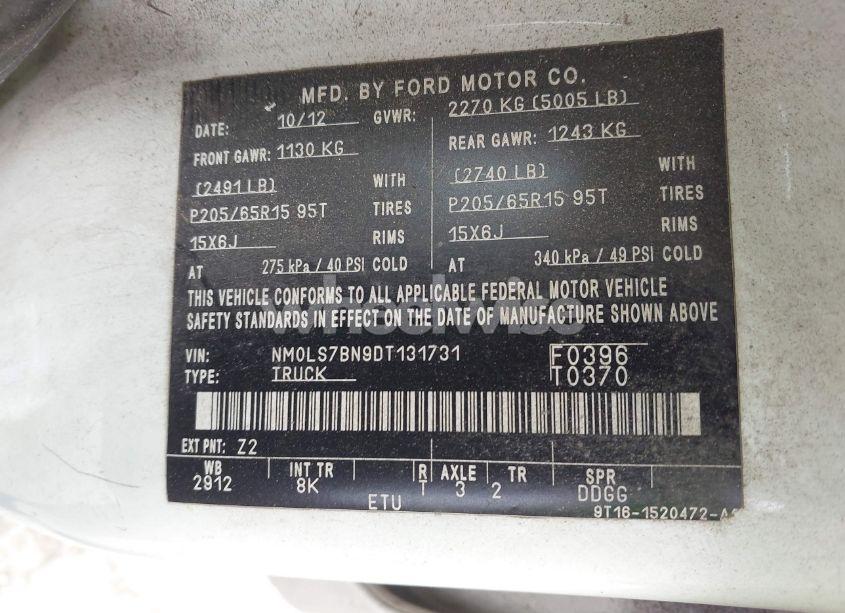 MFD. BY FORD MOTOR CO.
DATE: 10/12 GVWR: 2270 KG (5005 LB)
FRONT GAWR: 1130 KG REAR GAWR: 1243 KG
(2491 LB) WITH (2740 LB) WITH
P205/65R15 95T TIRES P205/65R15 95T TIRES
15X6J RIMS 15X6J RIMS
AT 275 kPa / 40 PSI COLD AT 340 kPa / 49 PSI COLD
THIS VEHICLE CONFORMS TO ALL APPLICABLE FEDERAL MOTOR VEHICLE
SAFETY STANDARDS IN EFFECT ON THE DATE OF MANUFACTURE SHOWN ABOVE
wheelwise
VIN: NM0LS7BN9DT131731 F0396
TYPE: TRUCK T0370
EXT PNT: Z2
WB INT TR R AXLE TR SPR
2912 8K T 3 2 DDGG
ETU